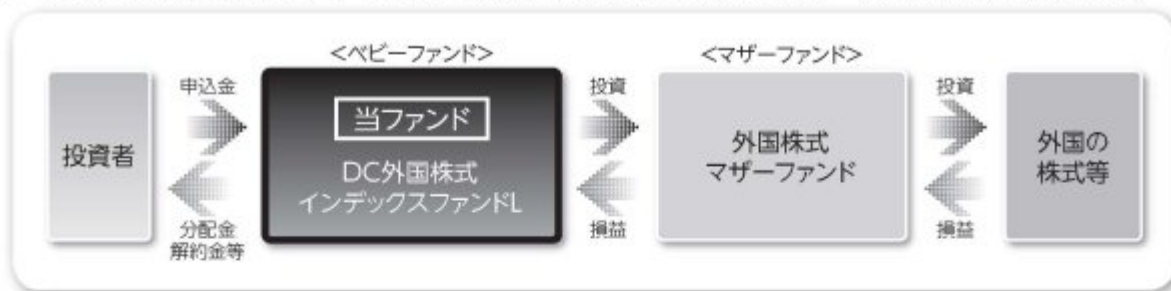 <ベビーファンド>
<マザーファンド>
申込金
投資
投資
投資者
当ファンド
DC外国株式
インデックスファンドL
外国株式
マザーファンド
外国の
株式等
分配金
解約金等
損益
損益